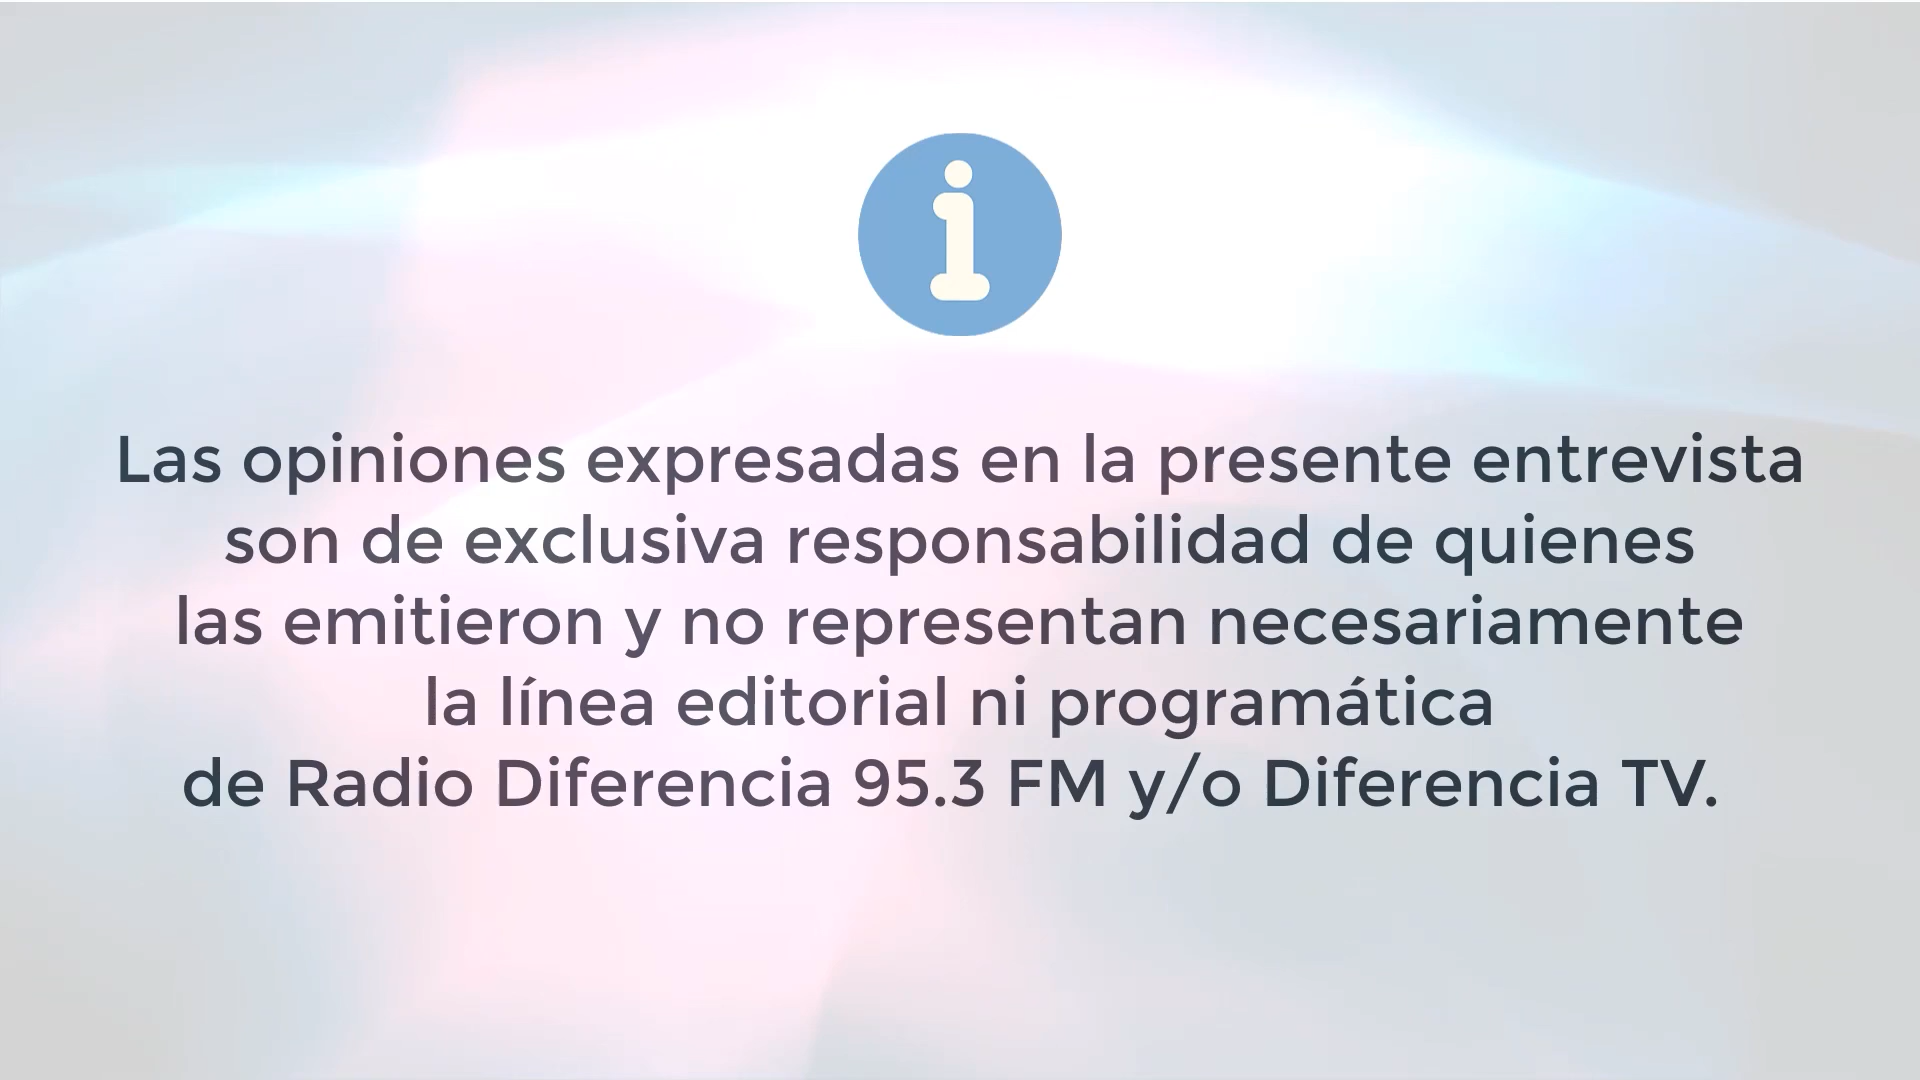 Las opiniones expresadas en la presente entrevista
son de exclusiva responsabilidad de quienes
las emitieron y no representan necesariamente
la línea editorial ni programática
de Radio Diferencia 95.3 FM y/o Diferencia TV.